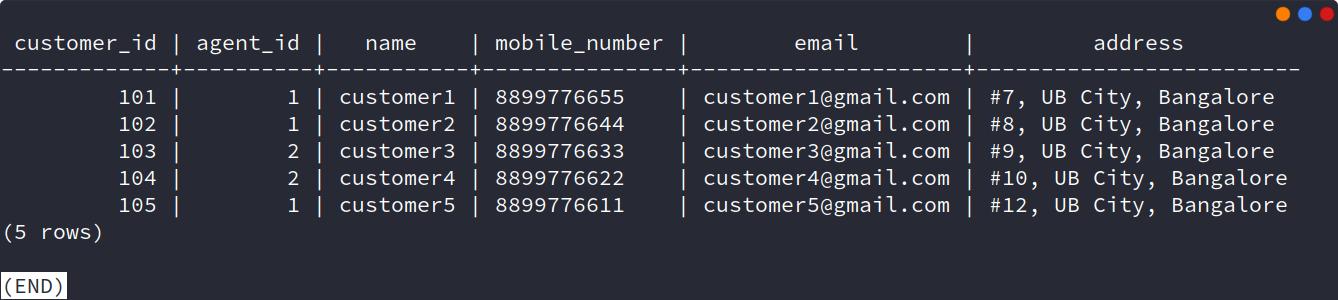 customer_id | agent_id |   name    | mobile_number |        email        |         address
-------------+----------+-----------+---------------+---------------------+-------------------------
         101 |        1 | customer1 | 8899776655    | customer1@gmail.com | #7, UB City, Bangalore
         102 |        1 | customer2 | 8899776644    | customer2@gmail.com | #8, UB City, Bangalore
         103 |        2 | customer3 | 8899776633    | customer3@gmail.com | #9, UB City, Bangalore
         104 |        2 | customer4 | 8899776622    | customer4@gmail.com | #10, UB City, Bangalore
         105 |        1 | customer5 | 8899776611    | customer5@gmail.com | #12, UB City, Bangalore
(5 rows)

(END)